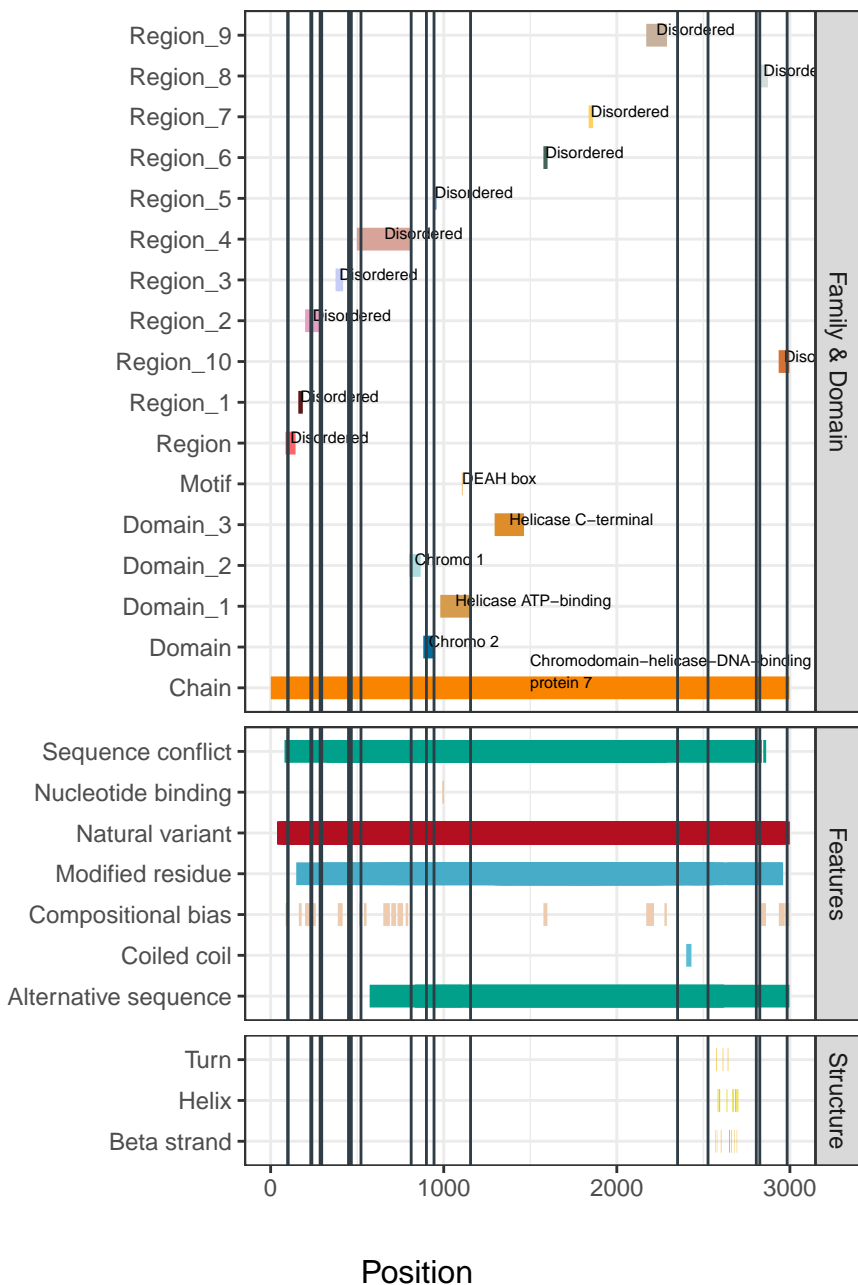 Region_9
Disordered
Region_8
Disorde
Region_7
Disordered
Region_6
Disordered
Region_5
Disordered
Region_4
Disordered
Region_3
Disordered
Region_2
Disordered
Region_10
Diso
Region_1
Disordered
Region
Disordered
Motif
DEAH box
Domain_3
Helicase C−terminal
Domain_2
Chromo 1
Domain_1
Helicase ATP−binding
Domain
Chromo 2
Chain
Chromodomain−helicase−DNA−binding
protein 7
Family & Domain
Sequence conflict
Nucleotide binding
Natural variant
Modified residue
Compositional bias
Coiled coil
Alternative sequence
Features
Turn
Helix
Beta strand
Structure
0 1000 2000 3000
Position